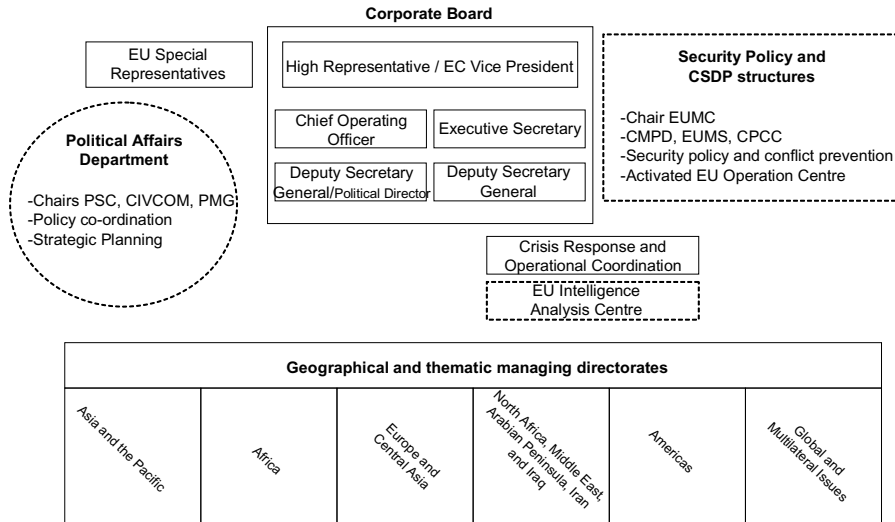 Corporate Board
EU Special
Representatives
High Representative / EC Vice President
Chief Operating
Officer
Executive Secretary
Deputy Secretary
General/Political Director
Deputy Secretary
General
Security Policy and
CSDP structures
-Chair EUMC
-CMPD, EUMS, CPCC
-Security policy and conflict prevention
-Activated EU Operation Centre
Political Affairs
Department
-Chairs PSC, CIVCOM, PMG
-Policy co-ordination
-Strategic Planning
Crisis Response and
Operational Coordination
EU Intelligence
Analysis Centre
Geographical and thematic managing directorates
Asia and the Pacific
Africa
Europe and
Central Asia
North Africa, Middle East,
Arabian Peninsula, Iran
and Iraq
Americas
Global and
Multilateral Issues